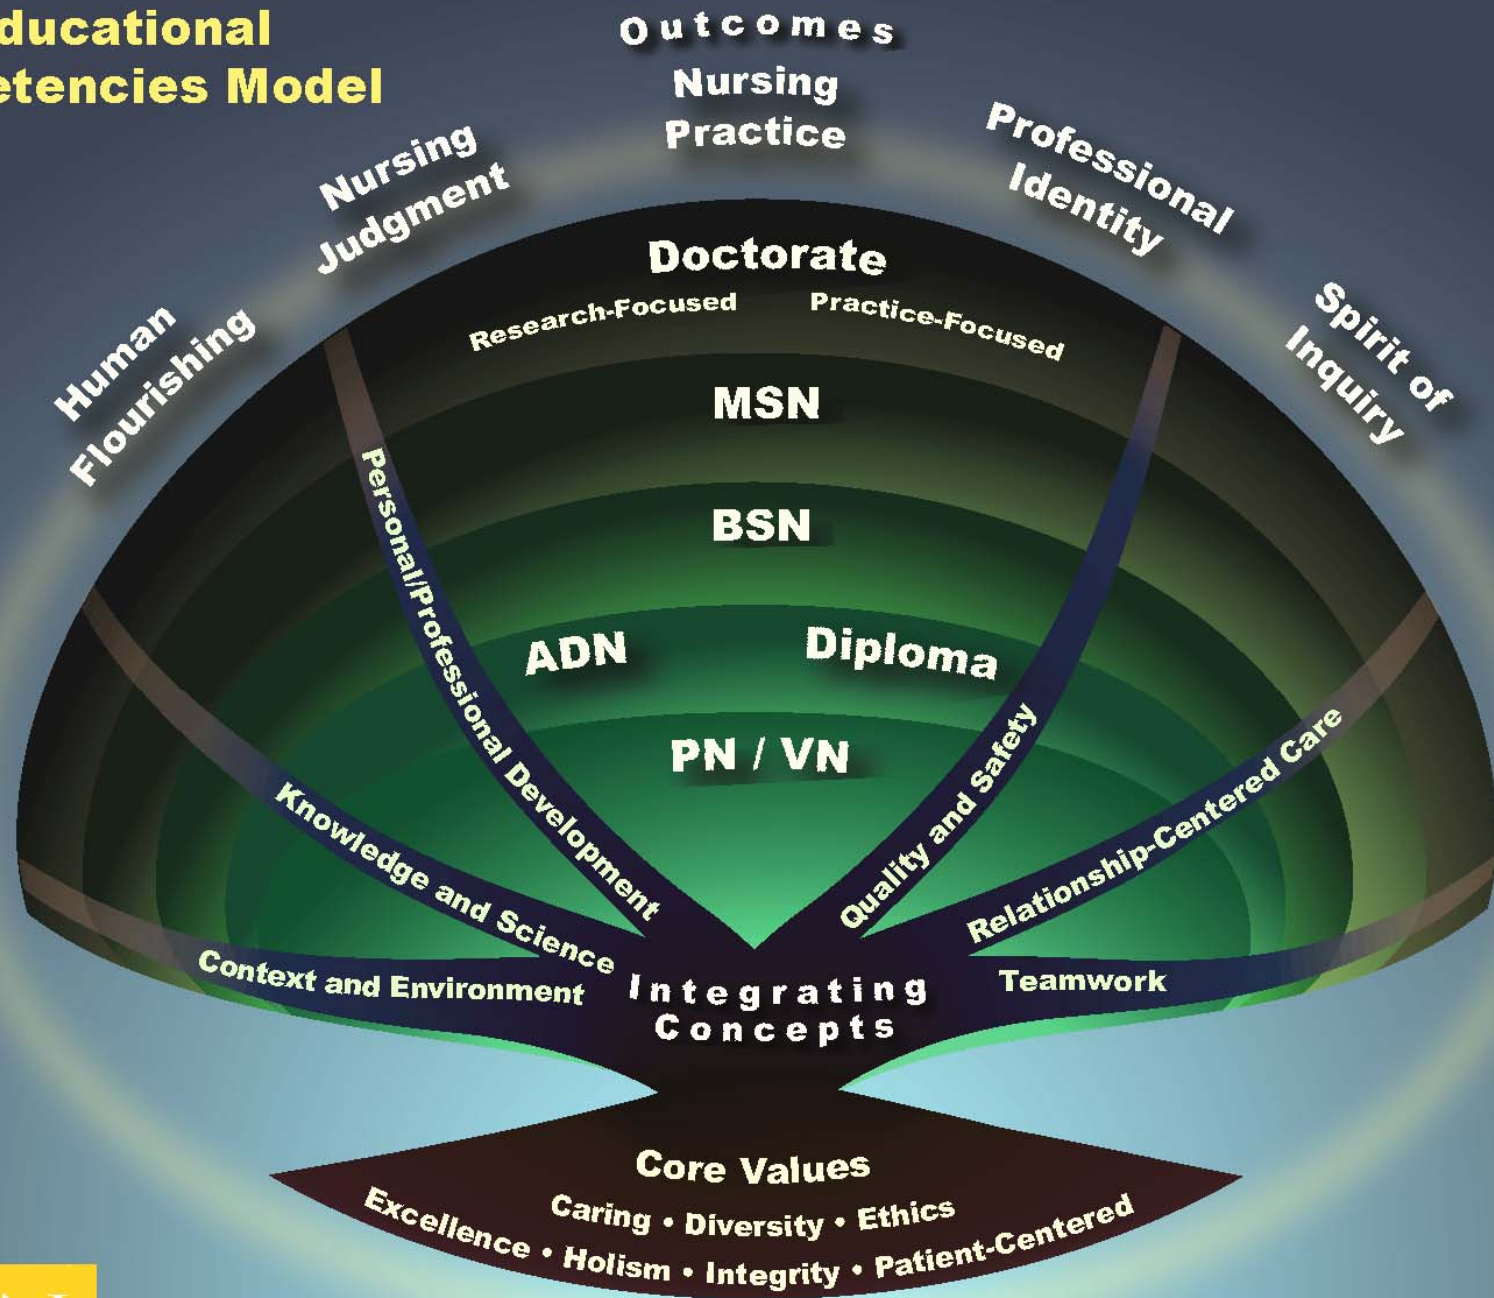 ducational
etencies Model
Outcomes
Nursing
Practice
Nursing
Judgment
Professional
Identity
Human
Flourishing
Spirit of
Inquiry
Doctorate
Research-Focused
Practice-Focused
MSN
BSN
ADN
Diploma
PN / VN
Personal/Professional Development
Quality and Safety
Knowledge and Science
Relationship-Centered Care
Context and Environment
Teamwork
Integrating
Concepts
Core Values
Caring • Diversity • Ethics
Excellence • Holism • Integrity • Patient-Centered